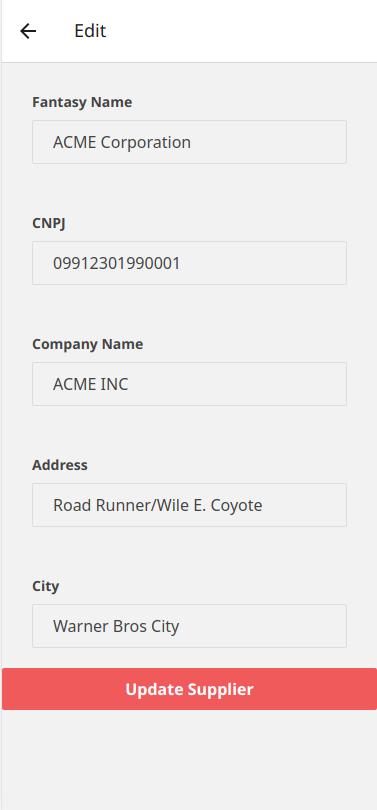 Edit
Fantasy Name
ACME Corporation
CNPJ
09912301990001
Company Name
ACME INC
Address
Road Runner/Wile E. Coyote
City
Warner Bros City
Update Supplier